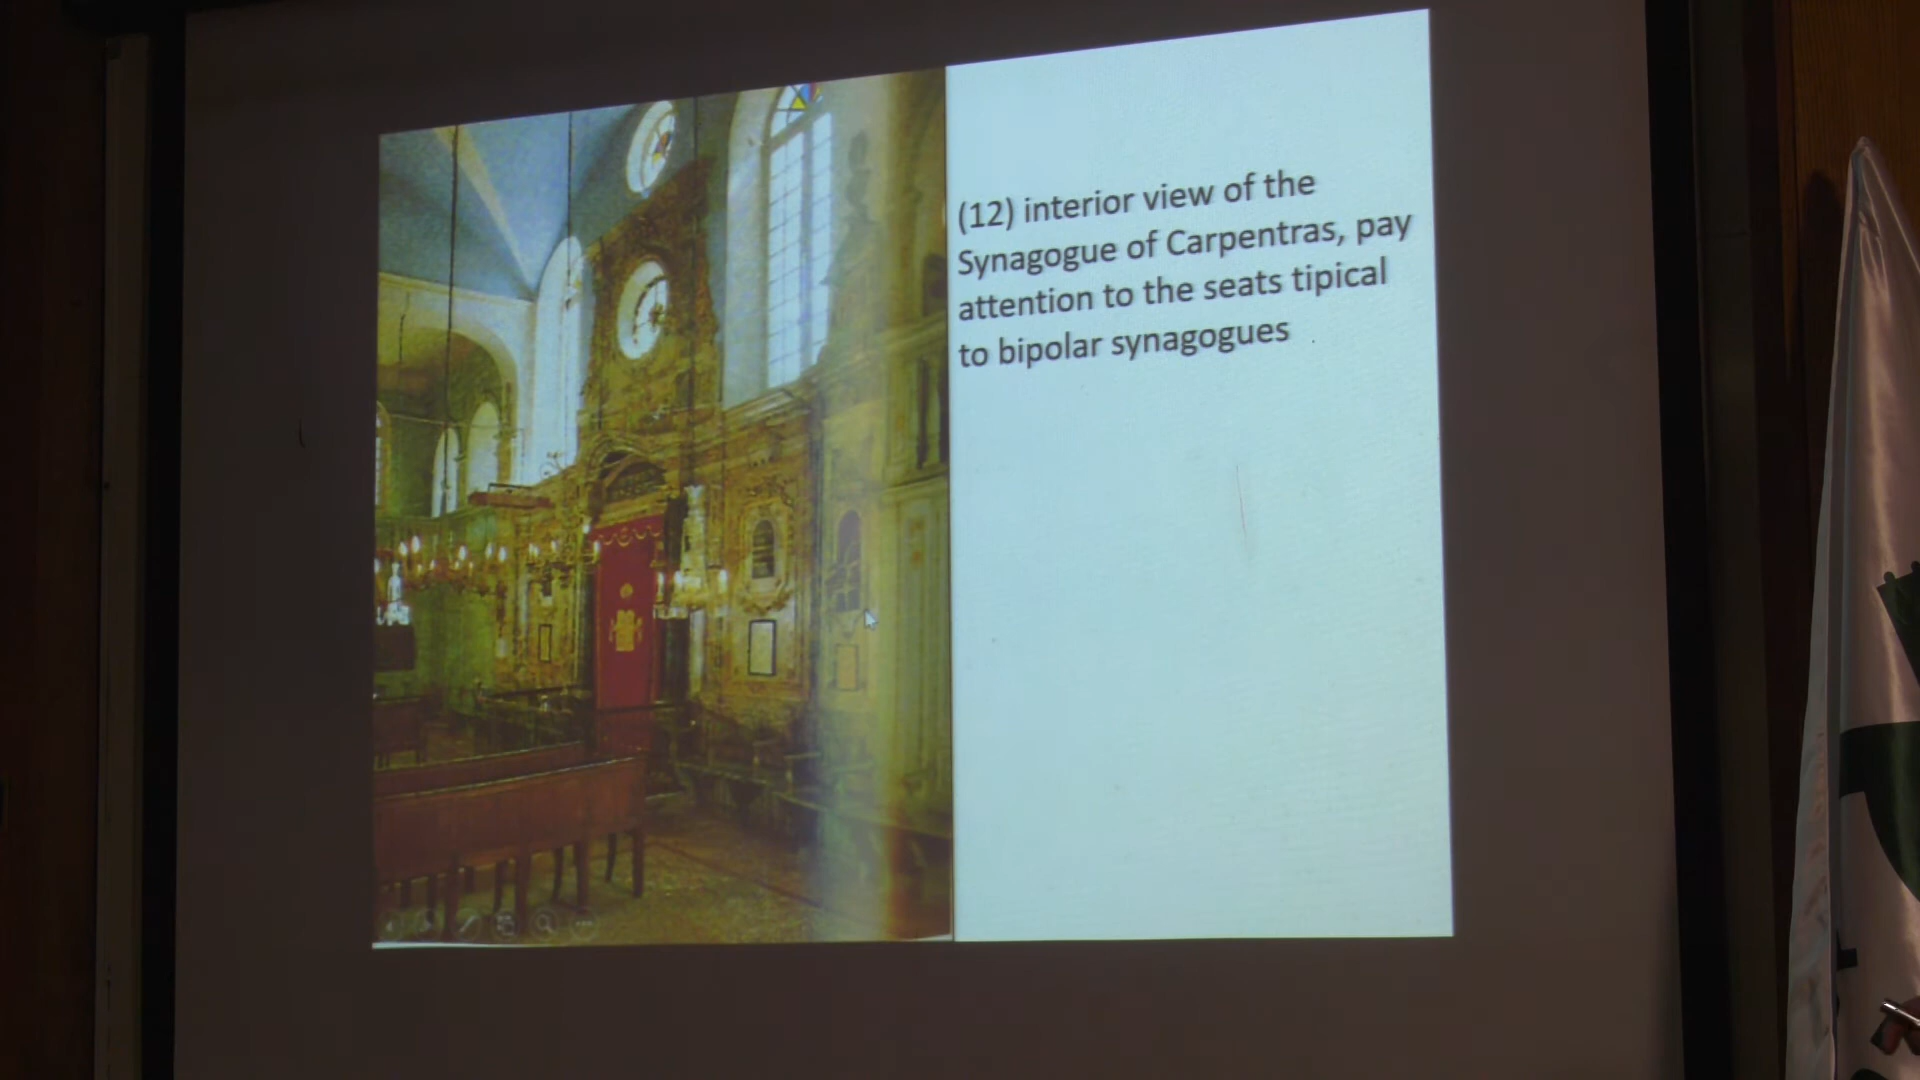 (12) interior view of the
Synagogue of Carpentras, pay
attention to the seats tipical
to bipolar synagogues